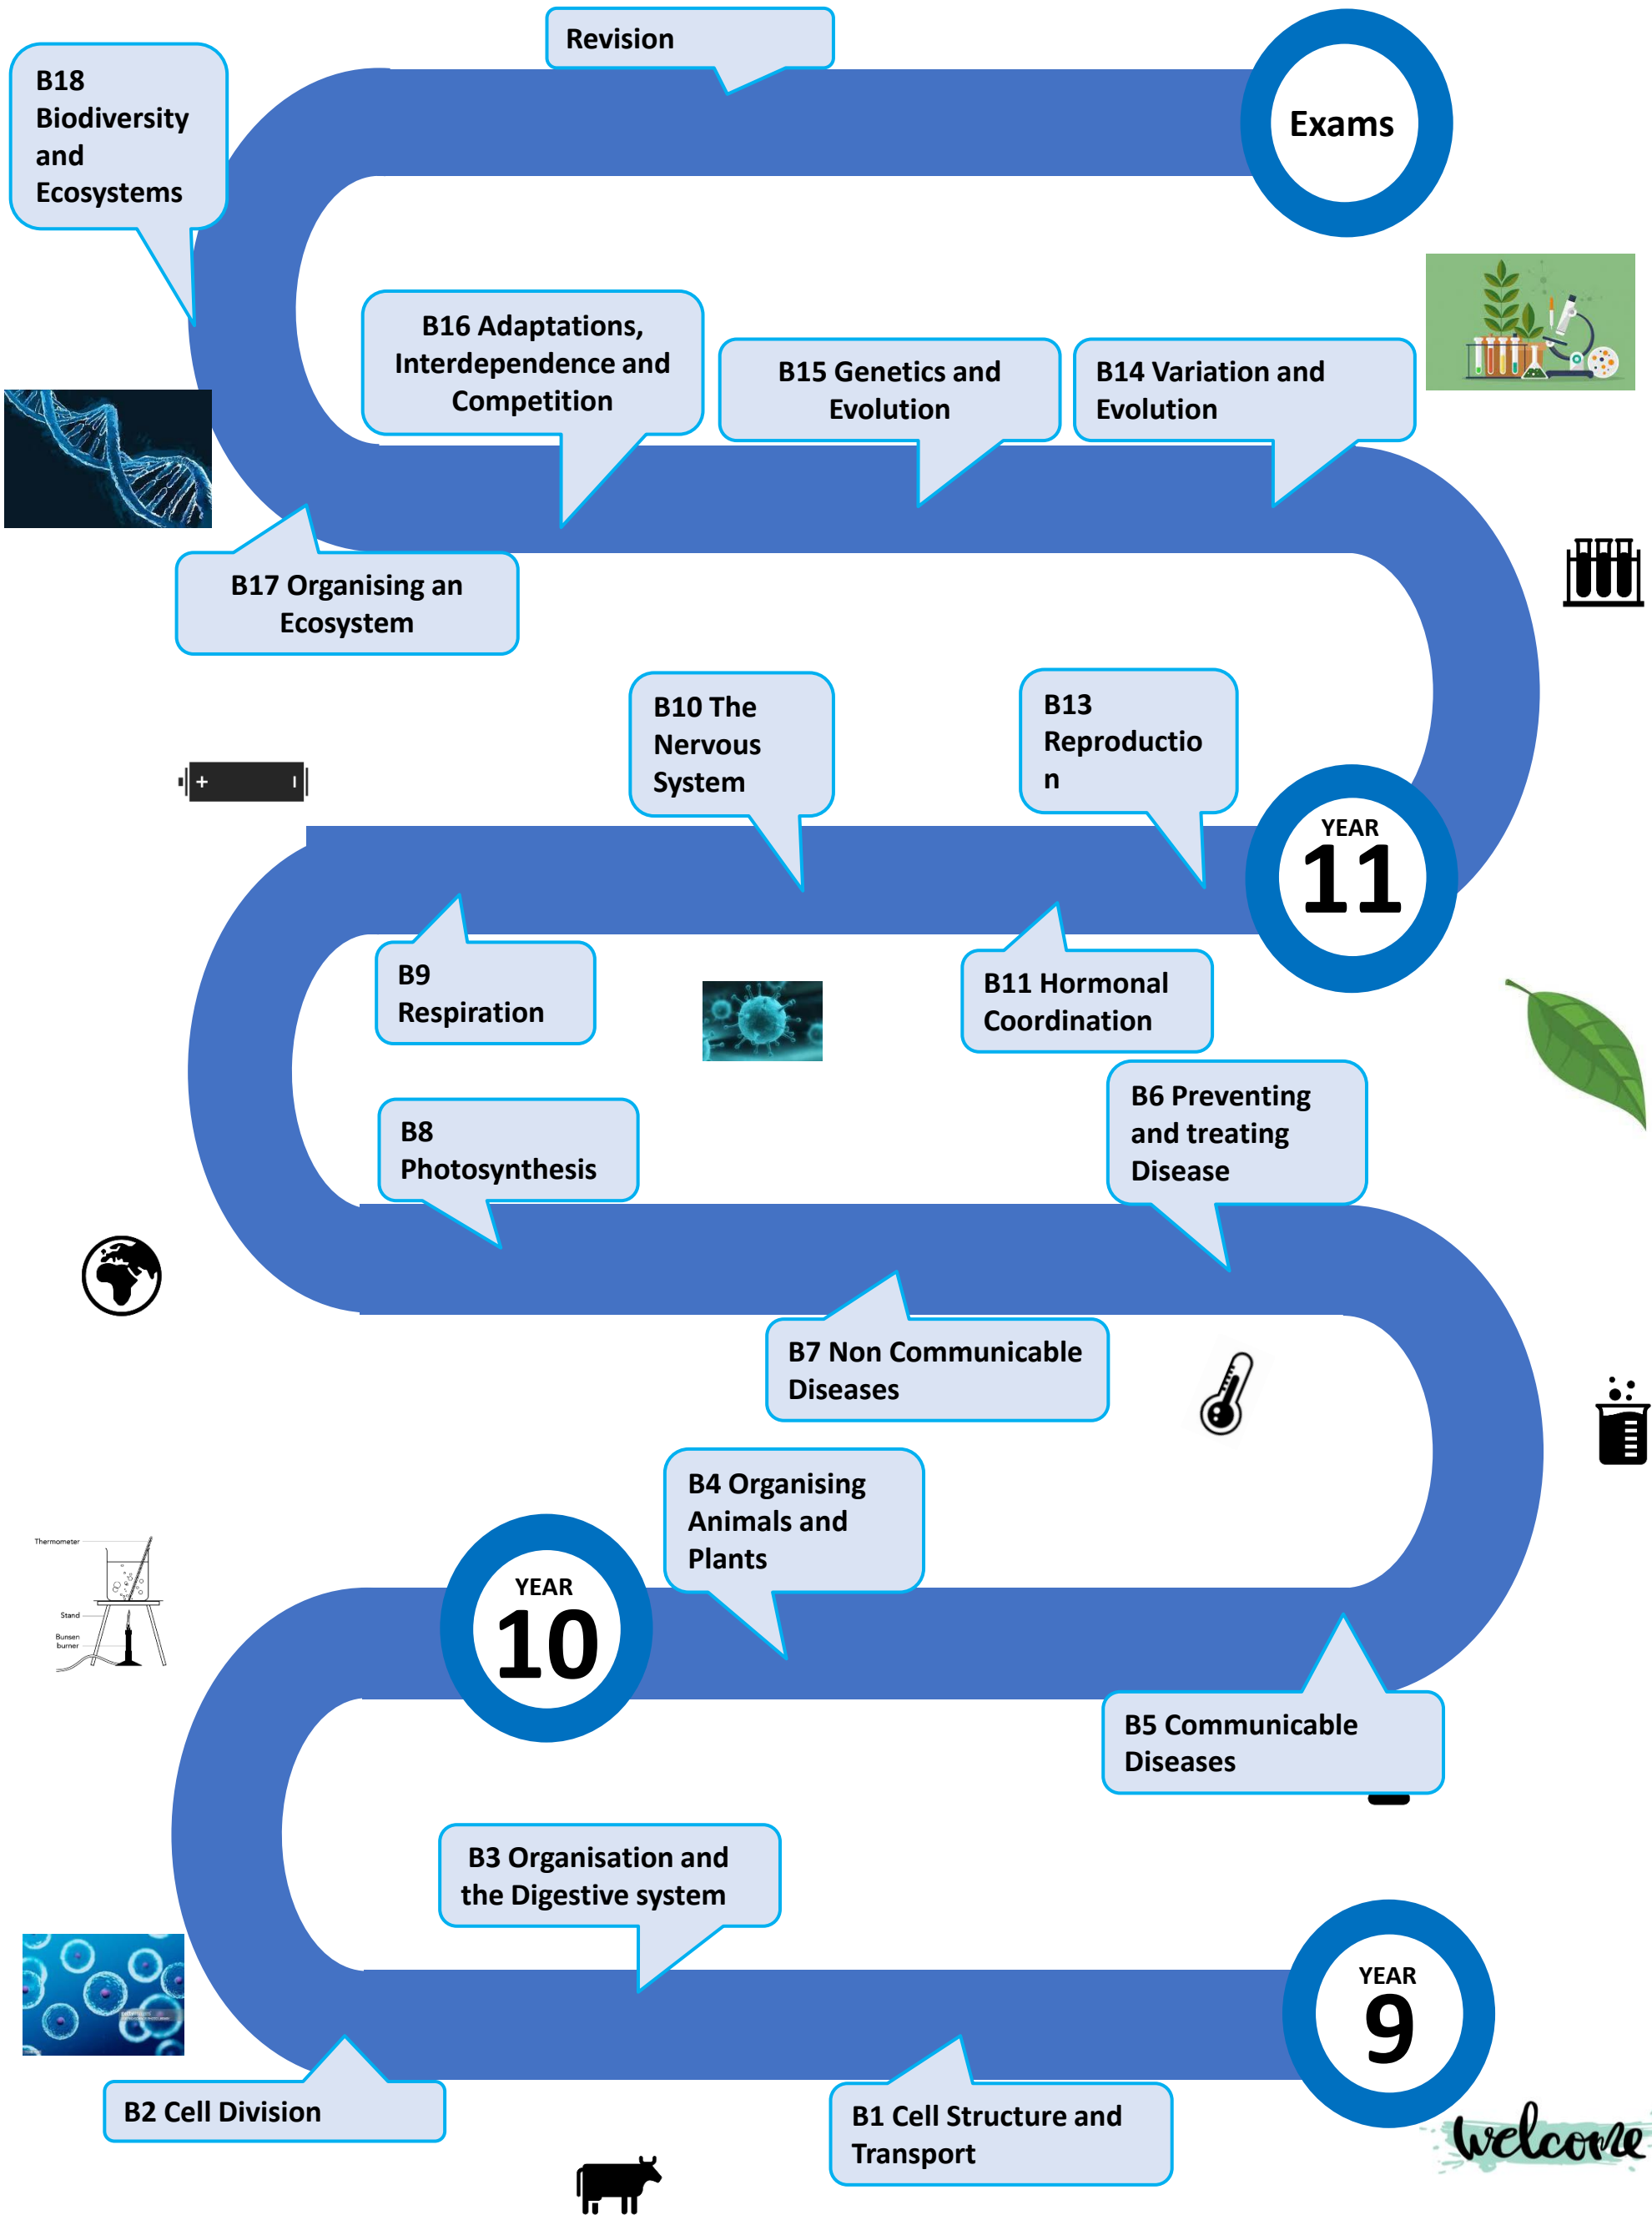 Revision
B18
Biodiversity
and
Ecosystems
Exams
B16 Adaptations,
Interdependence and
Competition
B15 Genetics and
Evolution
B14 Variation and
Evolution
B17 Organising an
Ecosystem
B10 The
Nervous
System
B13
Reproductio
n
YEAR
11
B9
Respiration
B11 Hormonal
Coordination
B8
Photosynthesis
B6 Preventing
and treating
Disease
B7 Non Communicable
Diseases
B4 Organising
Animals and
Plants
YEAR
10
Thermometer
Stand
Bunsen
burner
B5 Communicable
Diseases
B3 Organisation and
the Digestive system
YEAR
9
B2 Cell Division
B1 Cell Structure and
Transport
welcome